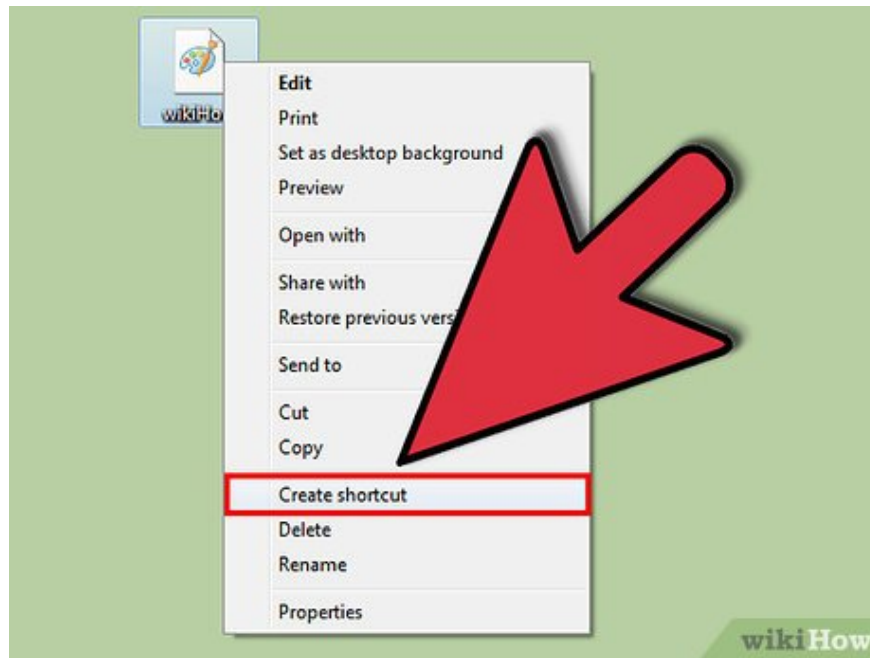 wikiHo
Edit
Print
Set as desktop background
Preview
Open with
Share with
Restore previous versi
Send to
Cut
Copy
Create shortcut
Delete
Rename
Properties
wikiHow